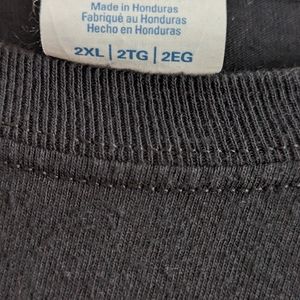 Made in Honduras
Fabriqué au Honduras
Hecho en Honduras
2XL | 2TG | 2EG